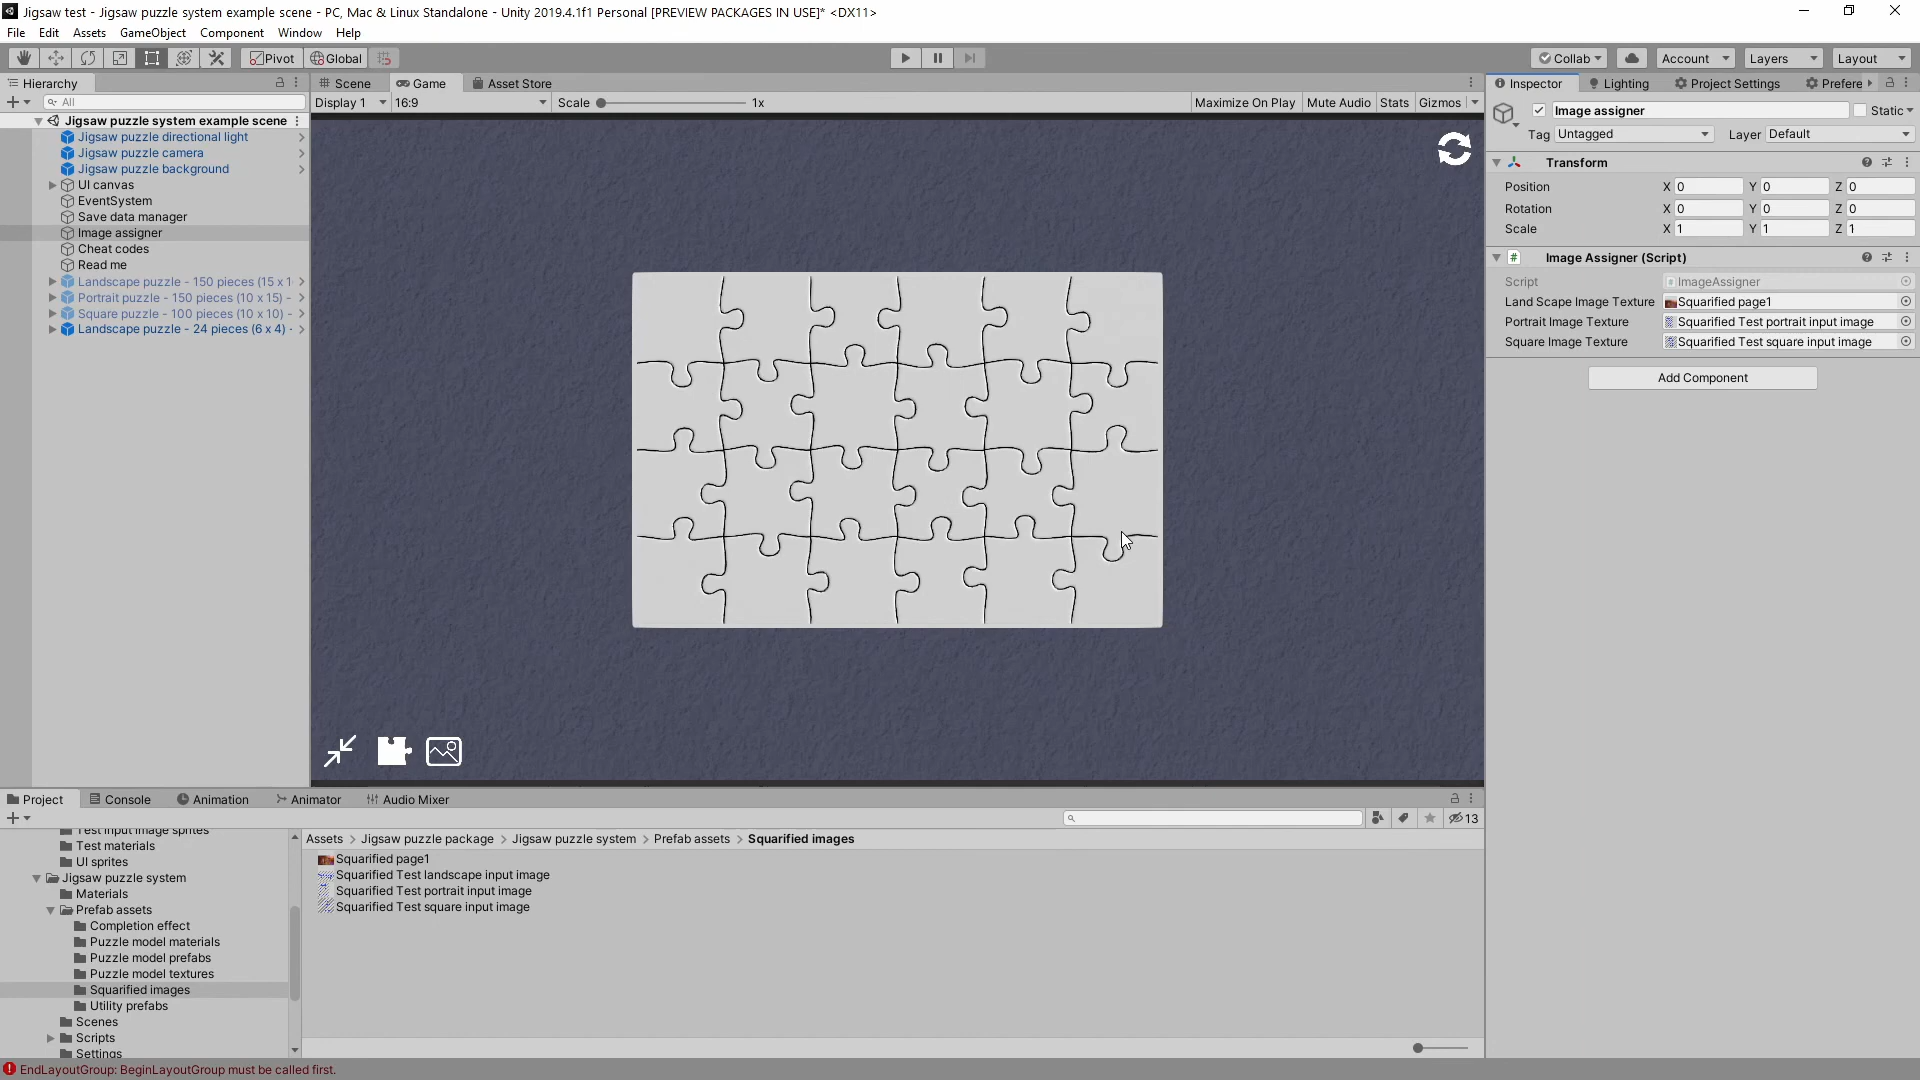 Jigsaw test - Jigsaw puzzle system example scene - PC, Mac & Linux Standalone - Unity 2019.4.1f1 Personal [PREVIEW PACKAGES IN USE]* <DX11>
File Edit Assets GameObject Component Window Help
Pivot Global Collab Account Layers Layout
Hierarchy Scene Game Asset Store Inspector Lighting Project Settings Prefere
All Display 1 16:9 Scale 1x Maximize On Play Mute Audio Stats Gizmos
Jigsaw puzzle system example scene
Jigsaw puzzle directional light
Jigsaw puzzle camera
Jigsaw puzzle background
UI canvas
EventSystem
Save data manager
Image assigner
Cheat codes
Read me
Landscape puzzle - 150 pieces (15 x 1
Portrait puzzle - 150 pieces (10 x 15) -
Square puzzle - 100 pieces (10 x 10) -
Landscape puzzle - 24 pieces (6 x 4) -
Image assigner Static
Tag Untagged Layer Default
Transform
Position X 0 Y 0 Z 0
Rotation X 0 Y 0 Z 0
Scale X 1 Y 1 Z 1
# Image Assigner (Script)
Script ImageAssigner
Land Scape Image Texture Squarified page1
Portrait Image Texture Squarified Test portrait input image
Square Image Texture Squarified Test square input image
Add Component
Project Console Animation Animator Audio Mixer
13
Test input image sprites
Test materials
UI sprites
Jigsaw puzzle system
Materials
Prefab assets
Completion effect
Puzzle model materials
Puzzle model prefabs
Puzzle model textures
Squarified images
Utility prefabs
Scenes
Scripts
Settings
Assets > Jigsaw puzzle package > Jigsaw puzzle system > Prefab assets > Squarified images
Squarified page1
Squarified Test landscape input image
Squarified Test portrait input image
Squarified Test square input image
EndLayoutGroup: BeginLayoutGroup must be called first.